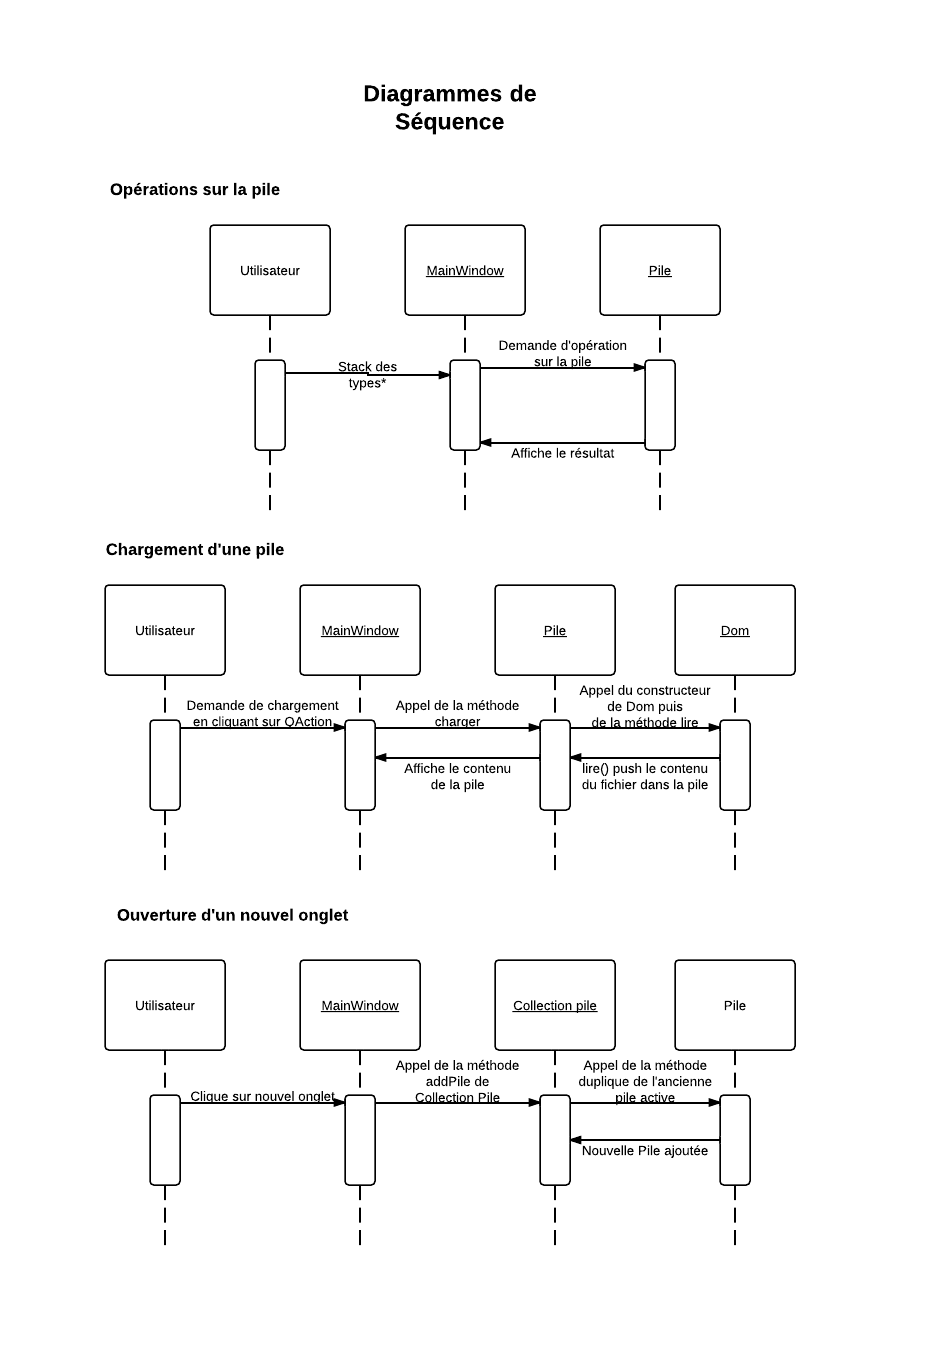 Diagrammes de
Séquence
Opérations sur la pile
Utilisateur
MainWindow
Pile
Stack des
types*
Demande d'opération
sur la pile
Affiche le résultat
Chargement d'une pile
Utilisateur
MainWindow
Pile
Dom
Demande de chargement
en cliquant sur QAction
Appel de la méthode
charger
Appel du constructeur
de Dom puis
de la méthode lire
Affiche le contenu
de la pile
lire() push le contenu
du fichier dans la pile
Ouverture d'un nouvel onglet
Utilisateur
MainWindow
Collection pile
Pile
Clique sur nouvel onglet
Appel de la méthode
addPile de
Collection Pile
Appel de la méthode
duplique de l'ancienne
pile active
Nouvelle Pile ajoutée